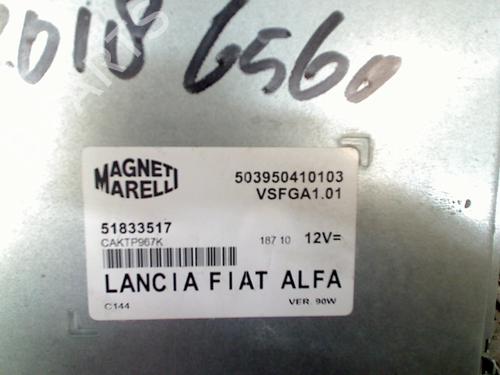 2018 6560
MAGNETI
MARELLI
503950410103
VSFGA1.01
51833517
CAKTP967K
187 10 12V=
LANCIA FIAT ALFA
C144
VER. 90W